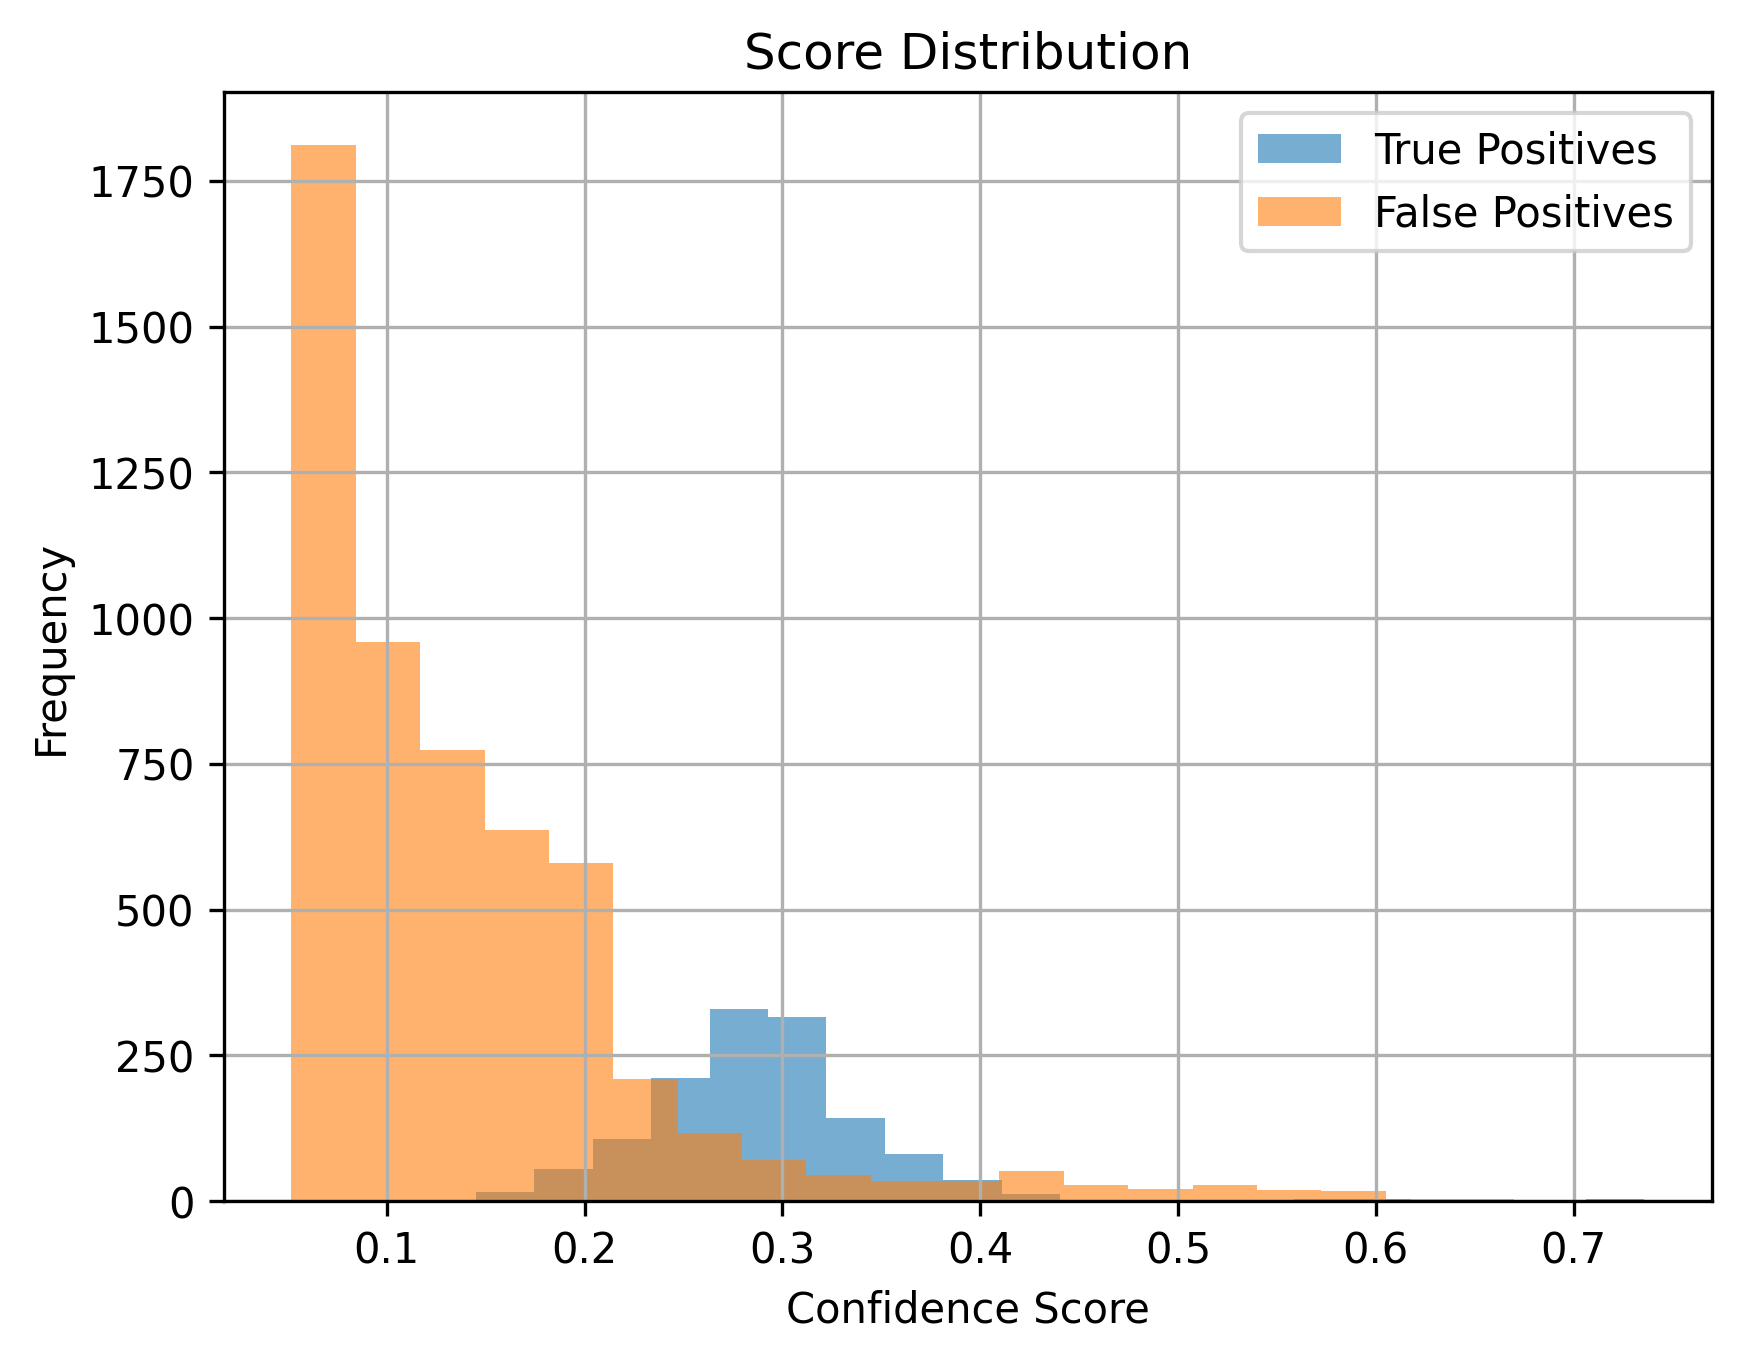 Score Distribution
True Positives
False Positives
Frequency
1750
1500
1250
1000
750
500
250
0
0.1 0.2 0.3 0.4 0.5 0.6 0.7
Confidence Score